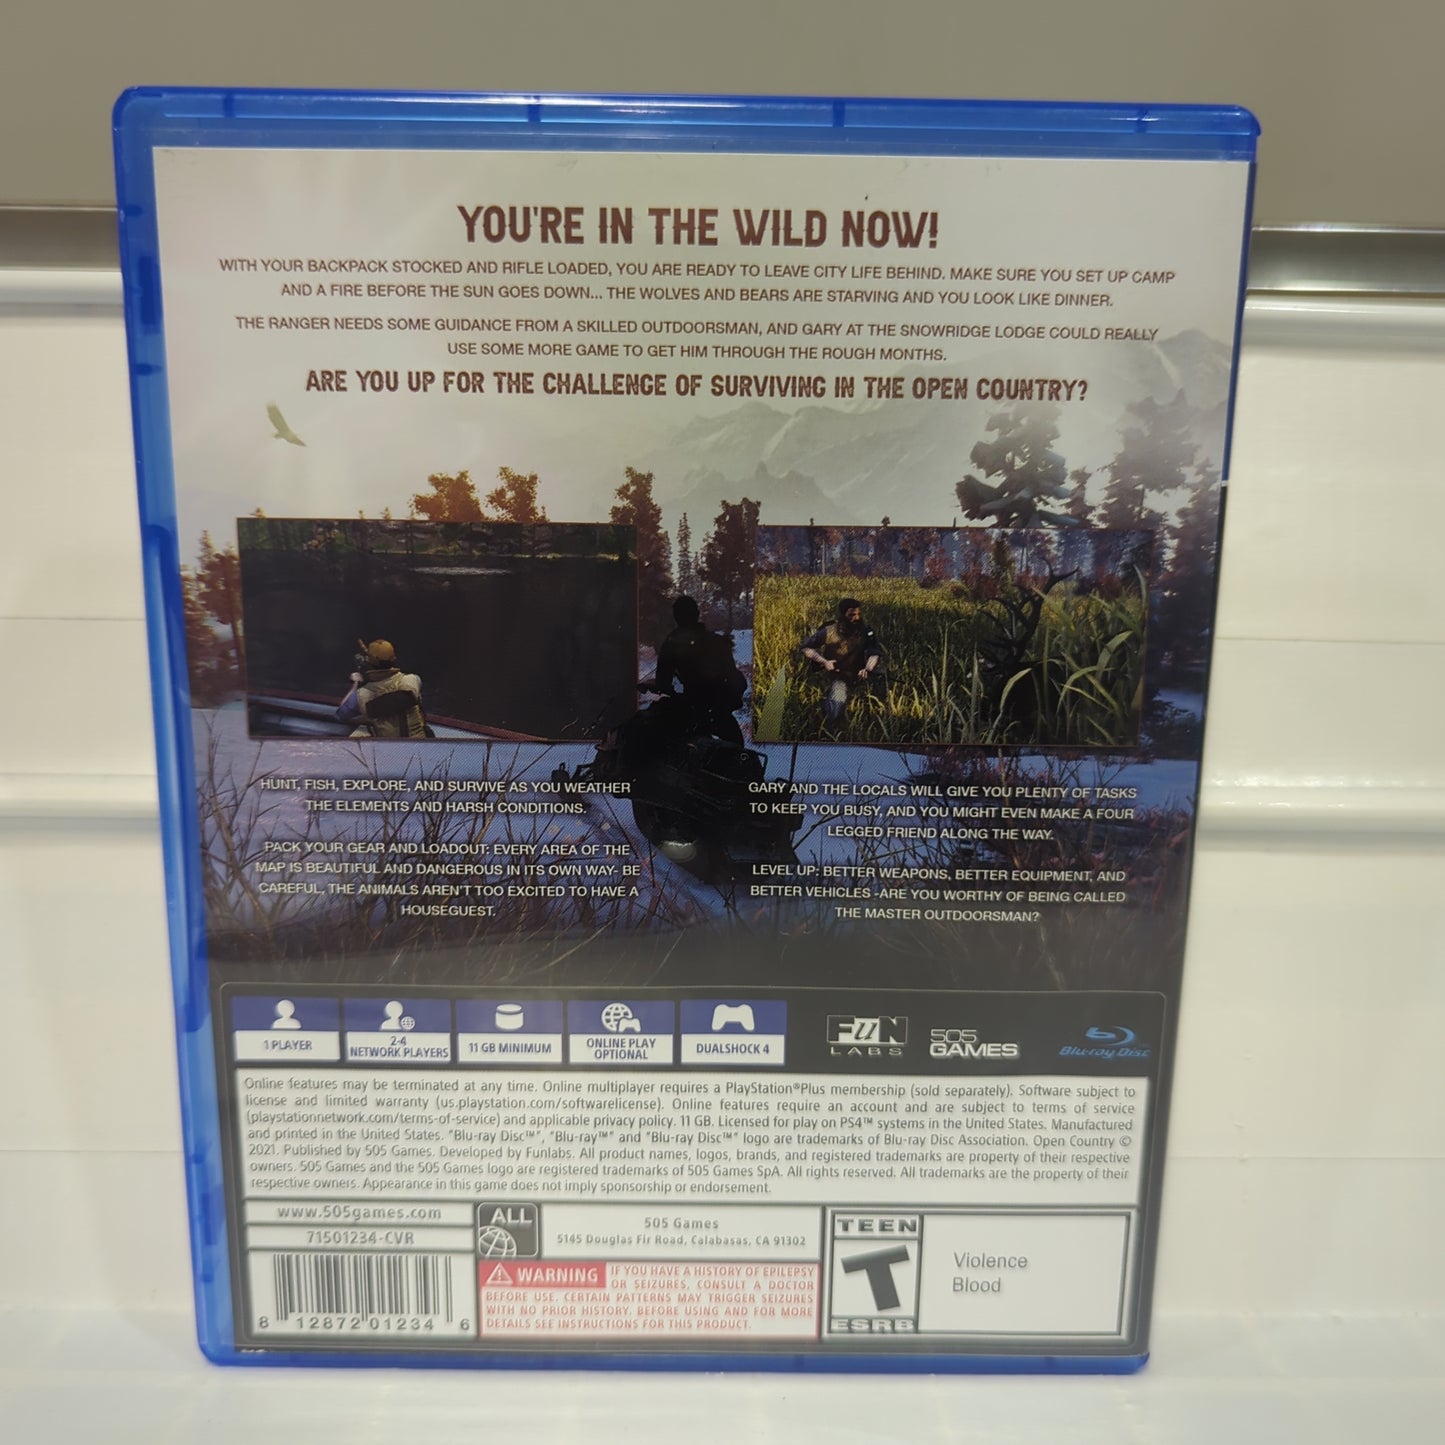 YOU'RE IN THE WILD NOW!
WITH YOUR BACKPACK STOCKED AND RIFLE LOADED, YOU ARE READY TO LEAVE CITY LIFE BEHIND. MAKE SURE YOU SET UP CAMP
AND A FIRE BEFORE THE SUN GOES DOWN... THE WOLVES AND BEARS ARE STARVING AND YOU LOOK LIKE DINNER.
THE RANGER NEEDS SOME GUIDANCE FROM A SKILLED OUTDOORSMAN, AND GARY AT THE SNOWRIDGE LODGE COULD REALLY
USE SOME MORE GAME TO GET HIM THROUGH THE ROUGH MONTHS.
ARE YOU UP FOR THE CHALLENGE OF SURVIVING IN THE OPEN COUNTRY?
HUNT, FISH, EXPLORE, AND SURVIVE AS YOU WEATHER
THE ELEMENTS AND HARSH CONDITIONS.
PACK YOUR GEAR AND LOADOUT: EVERY AREA OF THE
MAP IS BEAUTIFUL AND DANGEROUS IN ITS OWN WAY- BE
CAREFUL, THE ANIMALS AREN'T TOO EXCITED TO HAVE A
HOUSEGUEST.
GARY AND THE LOCALS WILL GIVE YOU PLENTY OF TASKS
TO KEEP YOU BUSY, AND YOU MIGHT EVEN MAKE A FOUR
LEGGED FRIEND ALONG THE WAY.
LEVEL UP: BETTER WEAPONS, BETTER EQUIPMENT, AND
BETTER VEHICLES -ARE YOU WORTHY OF BEING CALLED
THE MASTER OUTDOORSMAN?
1 PLAYER
2-4
NETWORK PLAYERS
11 GB MINIMUM
ONLINE PLAY
OPTIONAL
DUALSHOCK 4
FUN
LABS
505
GAMES
Blu-ray Disc
Online features may be terminated at any time. Online multiplayer requires a PlayStation®Plus membership (sold separately). Software subject to
license and limited warranty (us.playstation.com/softwarelicense). Online features require an account and are subject to terms of service
(playstationnetwork.com/terms-of-service) and applicable privacy policy. 11 GB. Licensed for play on PS4™ systems in the United States. Manufactured
and printed in the United States. "Blu-ray Disc™", "Blu-ray™" and "Blu-ray Disc™" logo are trademarks of Blu-ray Disc Association. Open Country ©
2021. Published by 505 Games. Developed by Funlabs. All product names, logos, brands, and registered trademarks are property of their respective
owners. 505 Games and the 505 Games logo are registered trademarks of 505 Games SpA. All rights reserved. All trademarks are the property of their
respective owners. Appearance in this game does not imply sponsorship or endorsement.
www.505games.com
71501234-CVR
8 12872 01234 6
ALL
505 Games
5145 Douglas Fir Road, Calabasas, CA 91302
WARNING IF YOU HAVE A HISTORY OF EPILEPSY
OR SEIZURES, CONSULT A DOCTOR
BEFORE USE. CERTAIN PATTERNS MAY TRIGGER SEIZURES
WITH NO PRIOR HISTORY. BEFORE USING AND FOR MORE
DETAILS SEE INSTRUCTIONS FOR THIS PRODUCT.
TEEN
T
ESRB
Violence
Blood